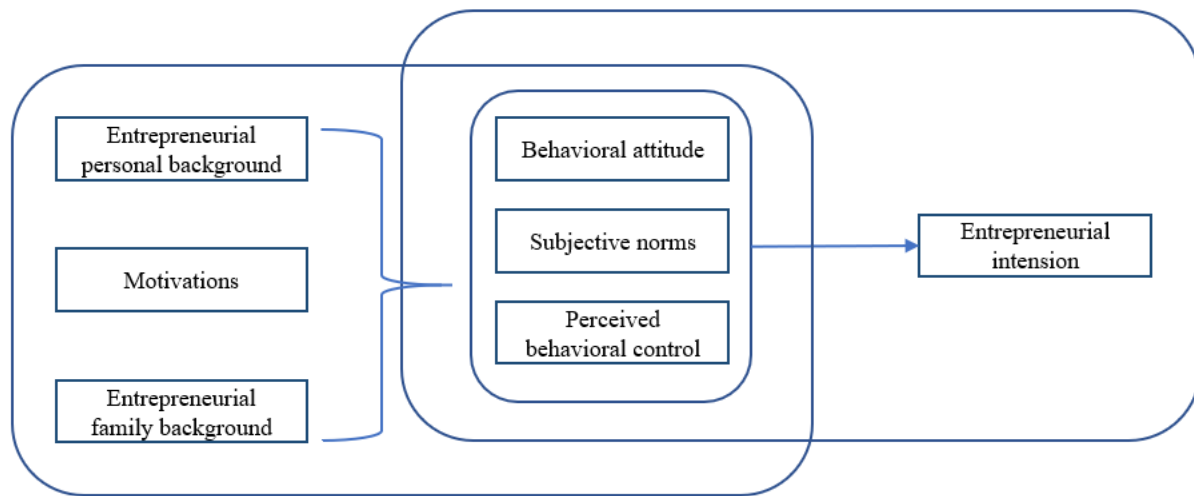 Entrepreneurial
personal background
Motivations
Entrepreneurial
family background
Behavioral attitude
Subjective norms
Perceived
behavioral control
Entrepreneurial
intension